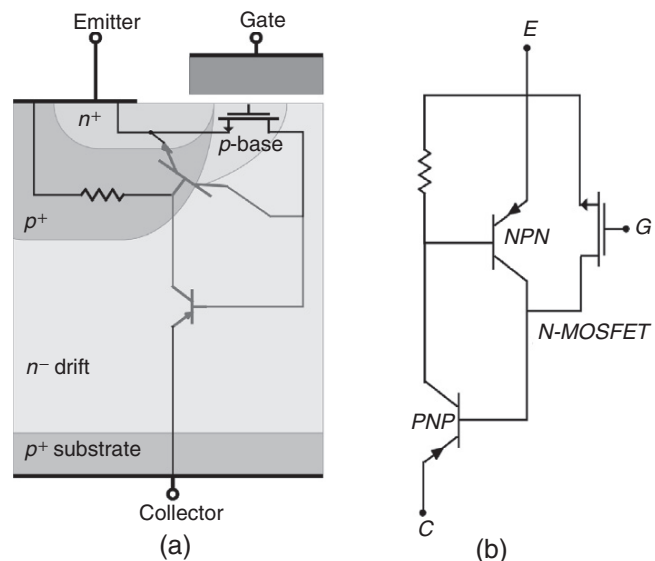 Emitter
Gate
n+
p-base
p+
n− drift
p+ substrate
Collector
(a)
E
NPN
G
N-MOSFET
PNP
C
(b)